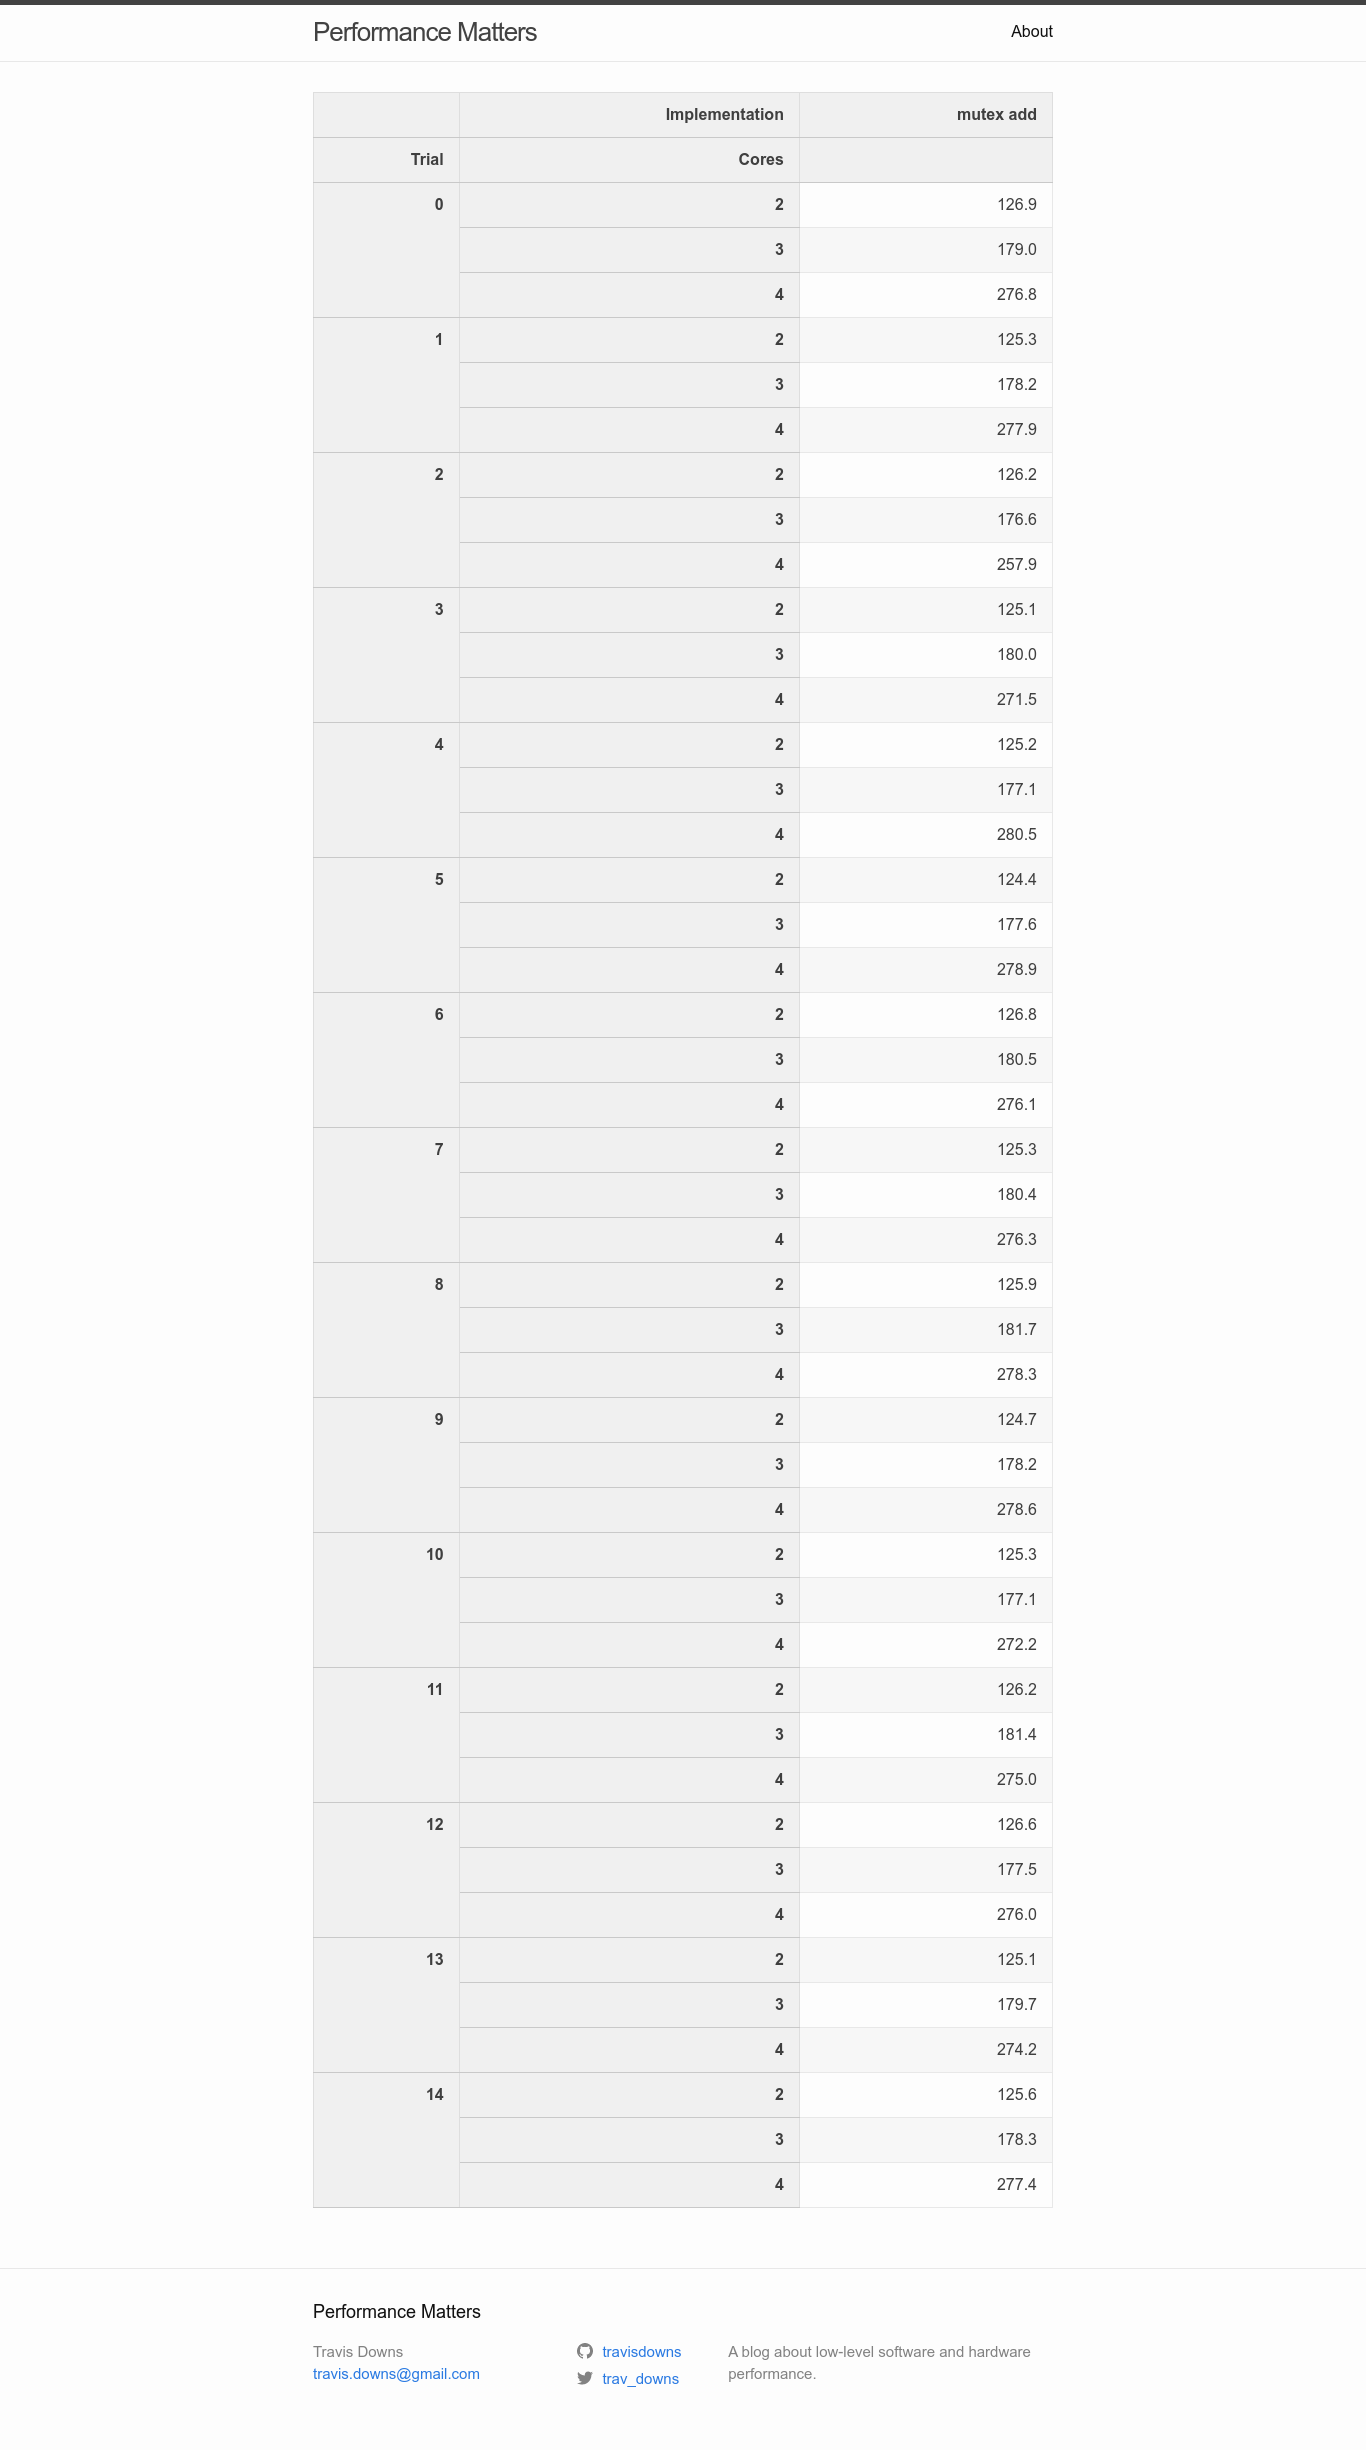 Performance Matters About
Implementation mutex add
Trial Cores
0 2 126.9
3 179.0
4 276.8
1 2 125.3
3 178.2
4 277.9
2 2 126.2
3 176.6
4 257.9
3 2 125.1
3 180.0
4 271.5
4 2 125.2
3 177.1
4 280.5
5 2 124.4
3 177.6
4 278.9
6 2 126.8
3 180.5
4 276.1
7 2 125.3
3 180.4
4 276.3
8 2 125.9
3 181.7
4 278.3
9 2 124.7
3 178.2
4 278.6
10 2 125.3
3 177.1
4 272.2
11 2 126.2
3 181.4
4 275.0
12 2 126.6
3 177.5
4 276.0
13 2 125.1
3 179.7
4 274.2
14 2 125.6
3 178.3
4 277.4
Performance Matters
Travis Downs
travis.downs@gmail.com
travisdowns
trav_downs
A blog about low-level software and hardware
performance.